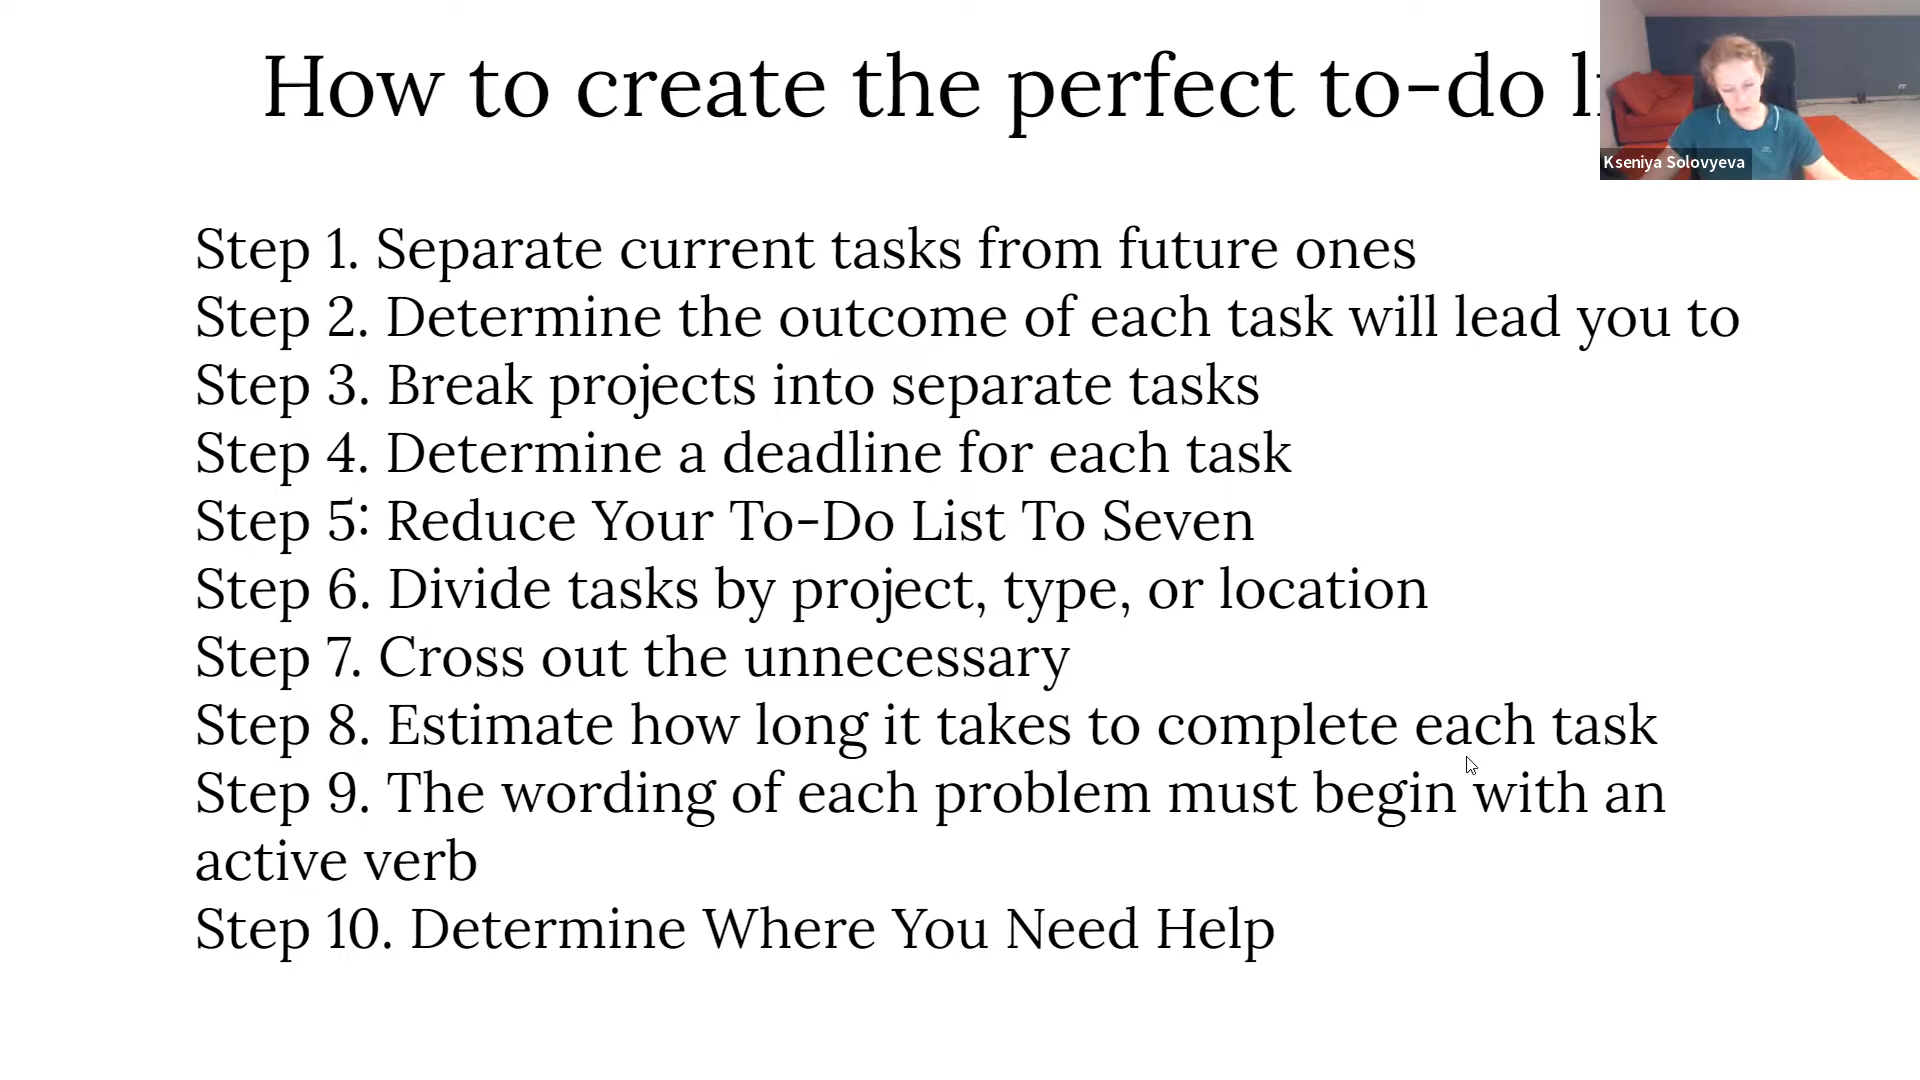 How to create the perfect to-do
Kseniya Solovyeva
Step 1. Separate current tasks from future ones
Step 2. Determine the outcome of each task will lead you to
Step 3. Break projects into separate tasks
Step 4. Determine a deadline for each task
Step 5: Reduce Your To-Do List To Seven
Step 6. Divide tasks by project, type, or location
Step 7. Cross out the unnecessary
Step 8. Estimate how long it takes to complete each task
Step 9. The wording of each problem must begin with an
active verb
Step 10. Determine Where You Need Help